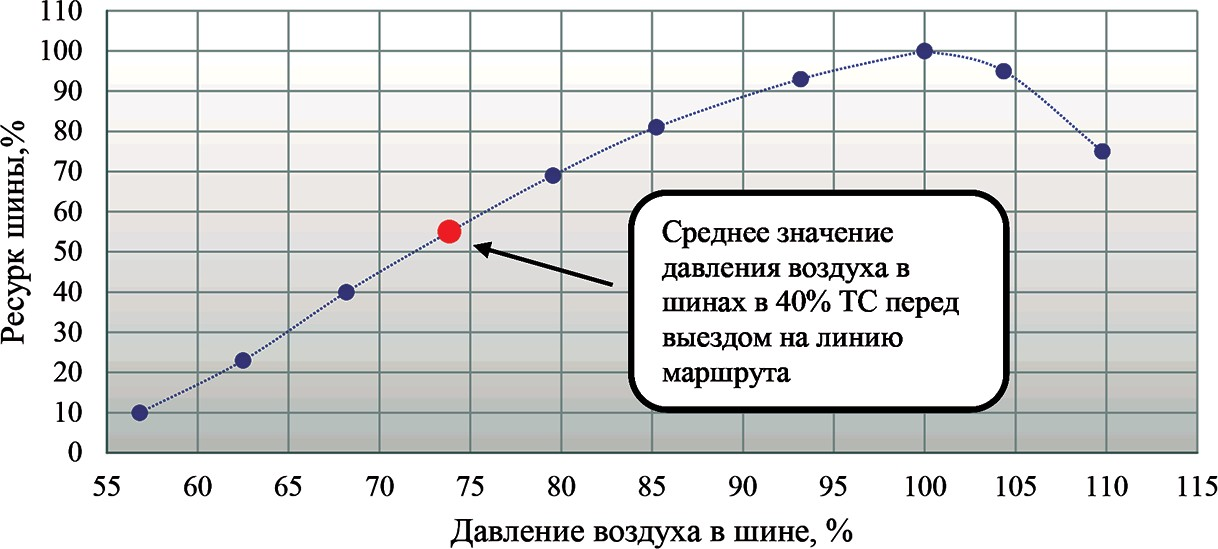 110
100
90
80
70
60
50
40
30
20
10
0
Ресурк шины,%
Среднее значение
давления воздуха в
шинах в 40% ТС перед
выездом на линию
маршрута
55 60 65 70 75 80 85 90 95 100 105 110 115
Давление воздуха в шине, %